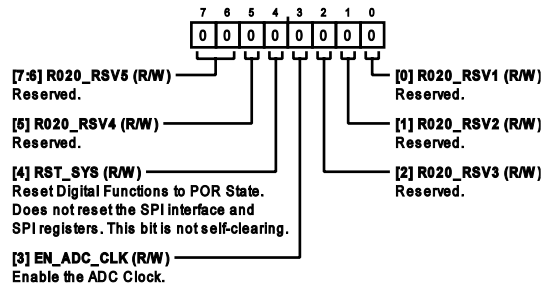 7 6 5 4 3 2 1 0
0 0 0 0 0 0 0 0
[7:6] R020_RSV5 (R/W)
Reserved.
[5] R020_RSV4 (R/W)
Reserved.
[4] RST_SYS (R/W)
Reset Digital Functions to POR State.
Does not reset the SPI interface and
SPI registers. This bit is not self-clearing.
[3] EN_ADC_CLK (R/W)
Enable the ADC Clock.
[0] R020_RSV1 (R/W)
Reserved.
[1] R020_RSV2 (R/W)
Reserved.
[2] R020_RSV3 (R/W)
Reserved.